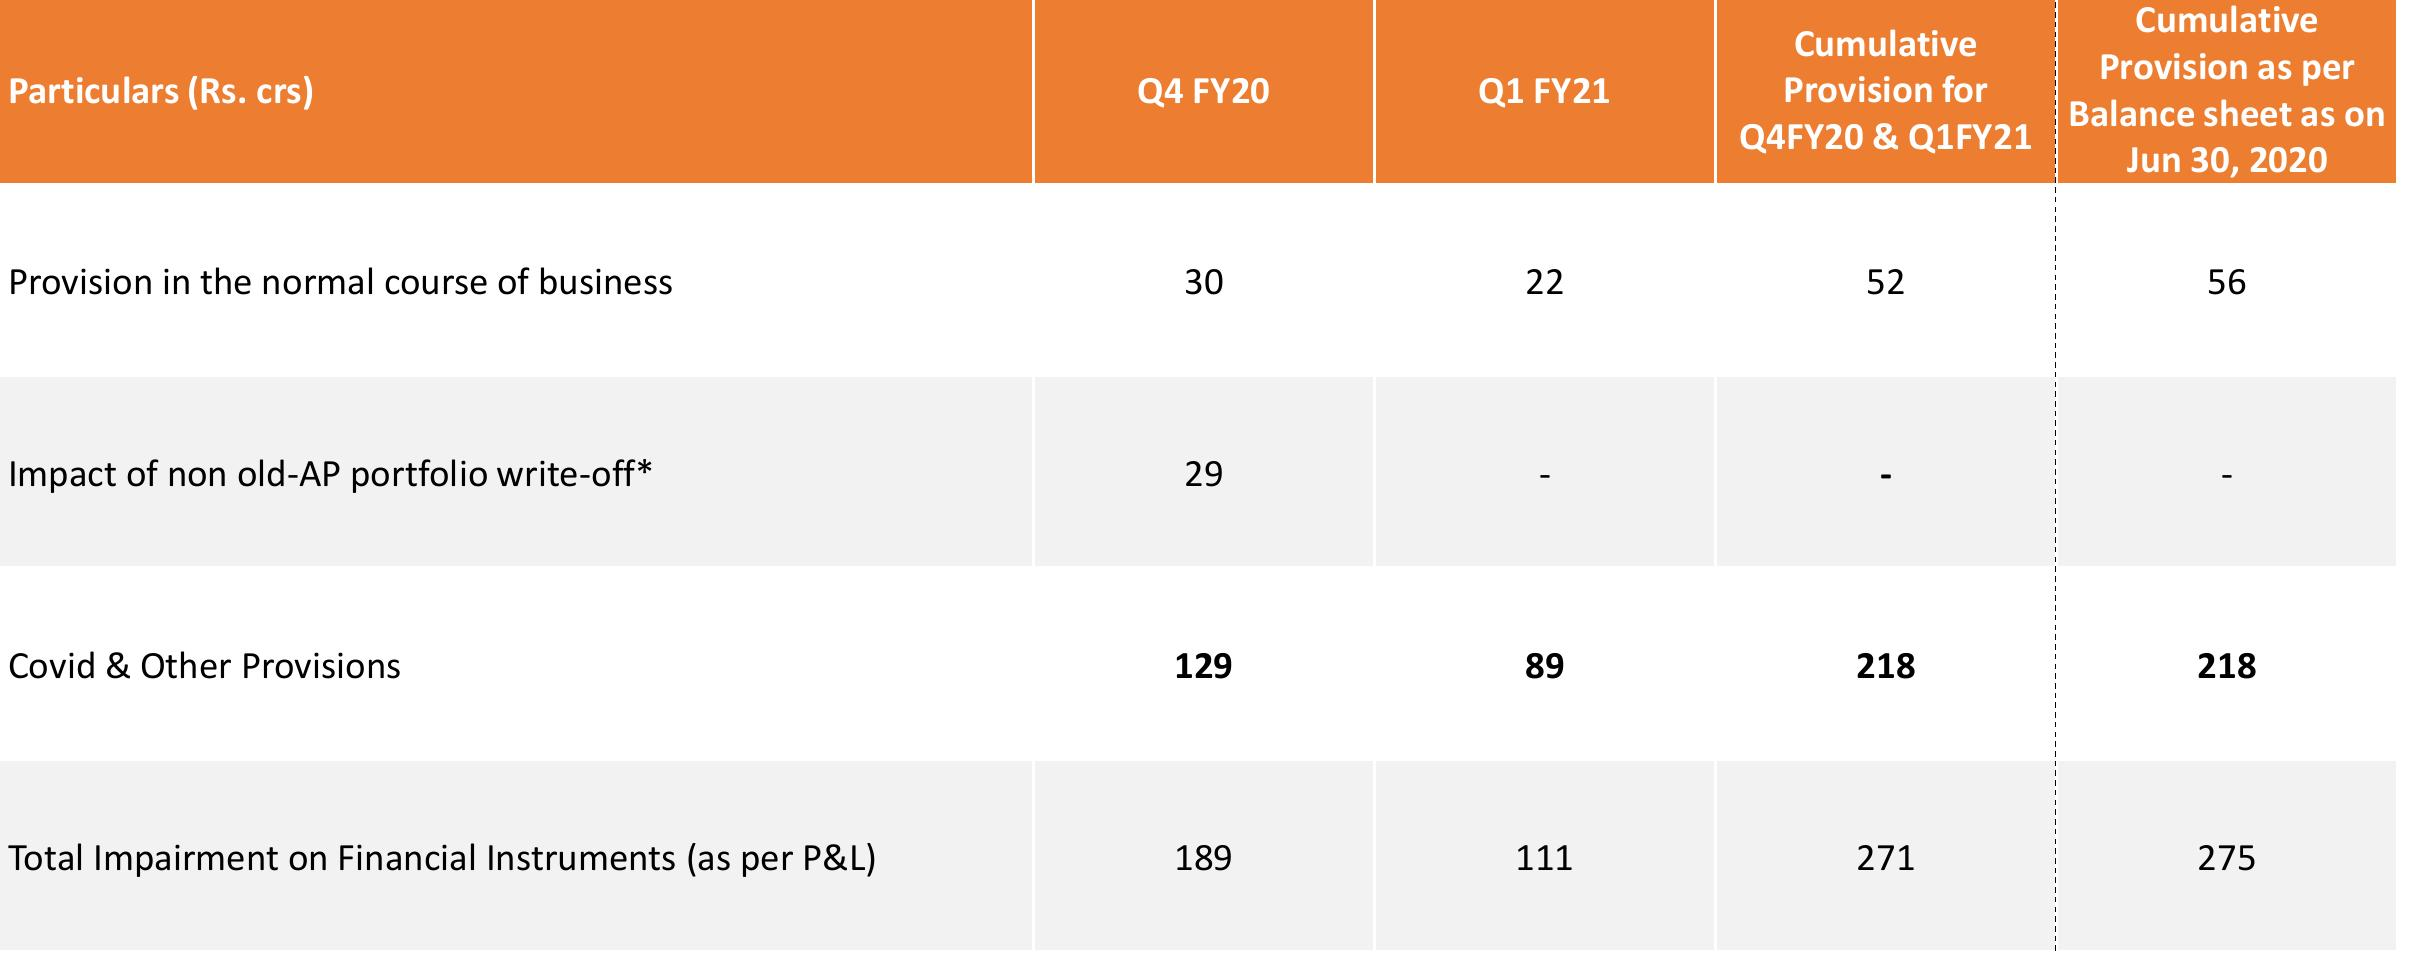 Particulars (Rs. crs)
Q4 FY20
Q1 FY21
Cumulative
Provision for
Q4FY20 & Q1FY21
Cumulative
Provision as per
Balance sheet as on
Jun 30, 2020
Provision in the normal course of business 30 22 52 56
Impact of non old-AP portfolio write-off* 29 - - -
Covid & Other Provisions 129 89 218 218
Total Impairment on Financial Instruments (as per P&L) 189 111 271 275